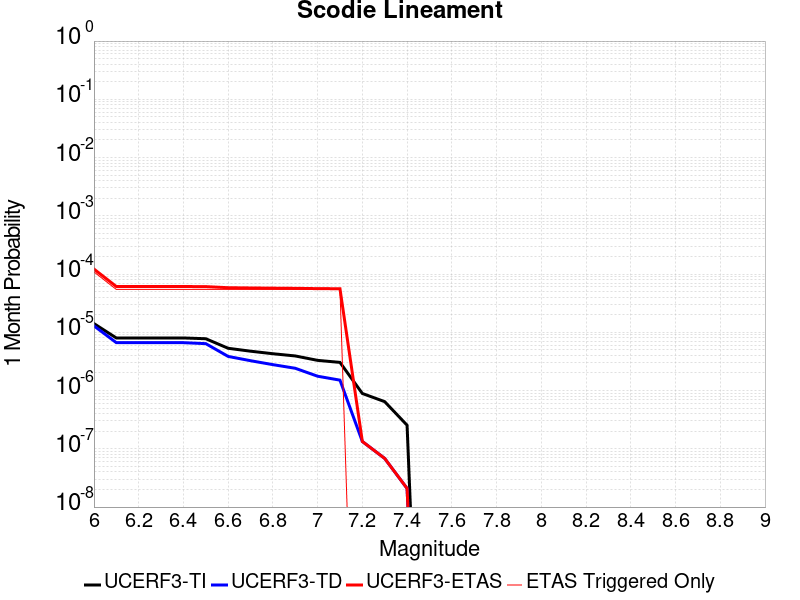 Scodie Lineament
10^0
10^-1
10^-2
10^-3
10^-4
10^-5
10^-6
10^-7
10^-8
1 Month Probability
6 6.2 6.4 6.6 6.8 7 7.2 7.4 7.6 7.8 8 8.2 8.4 8.6 8.8 9
Magnitude
UCERF3-TI UCERF3-TD UCERF3-ETAS ETAS Triggered Only